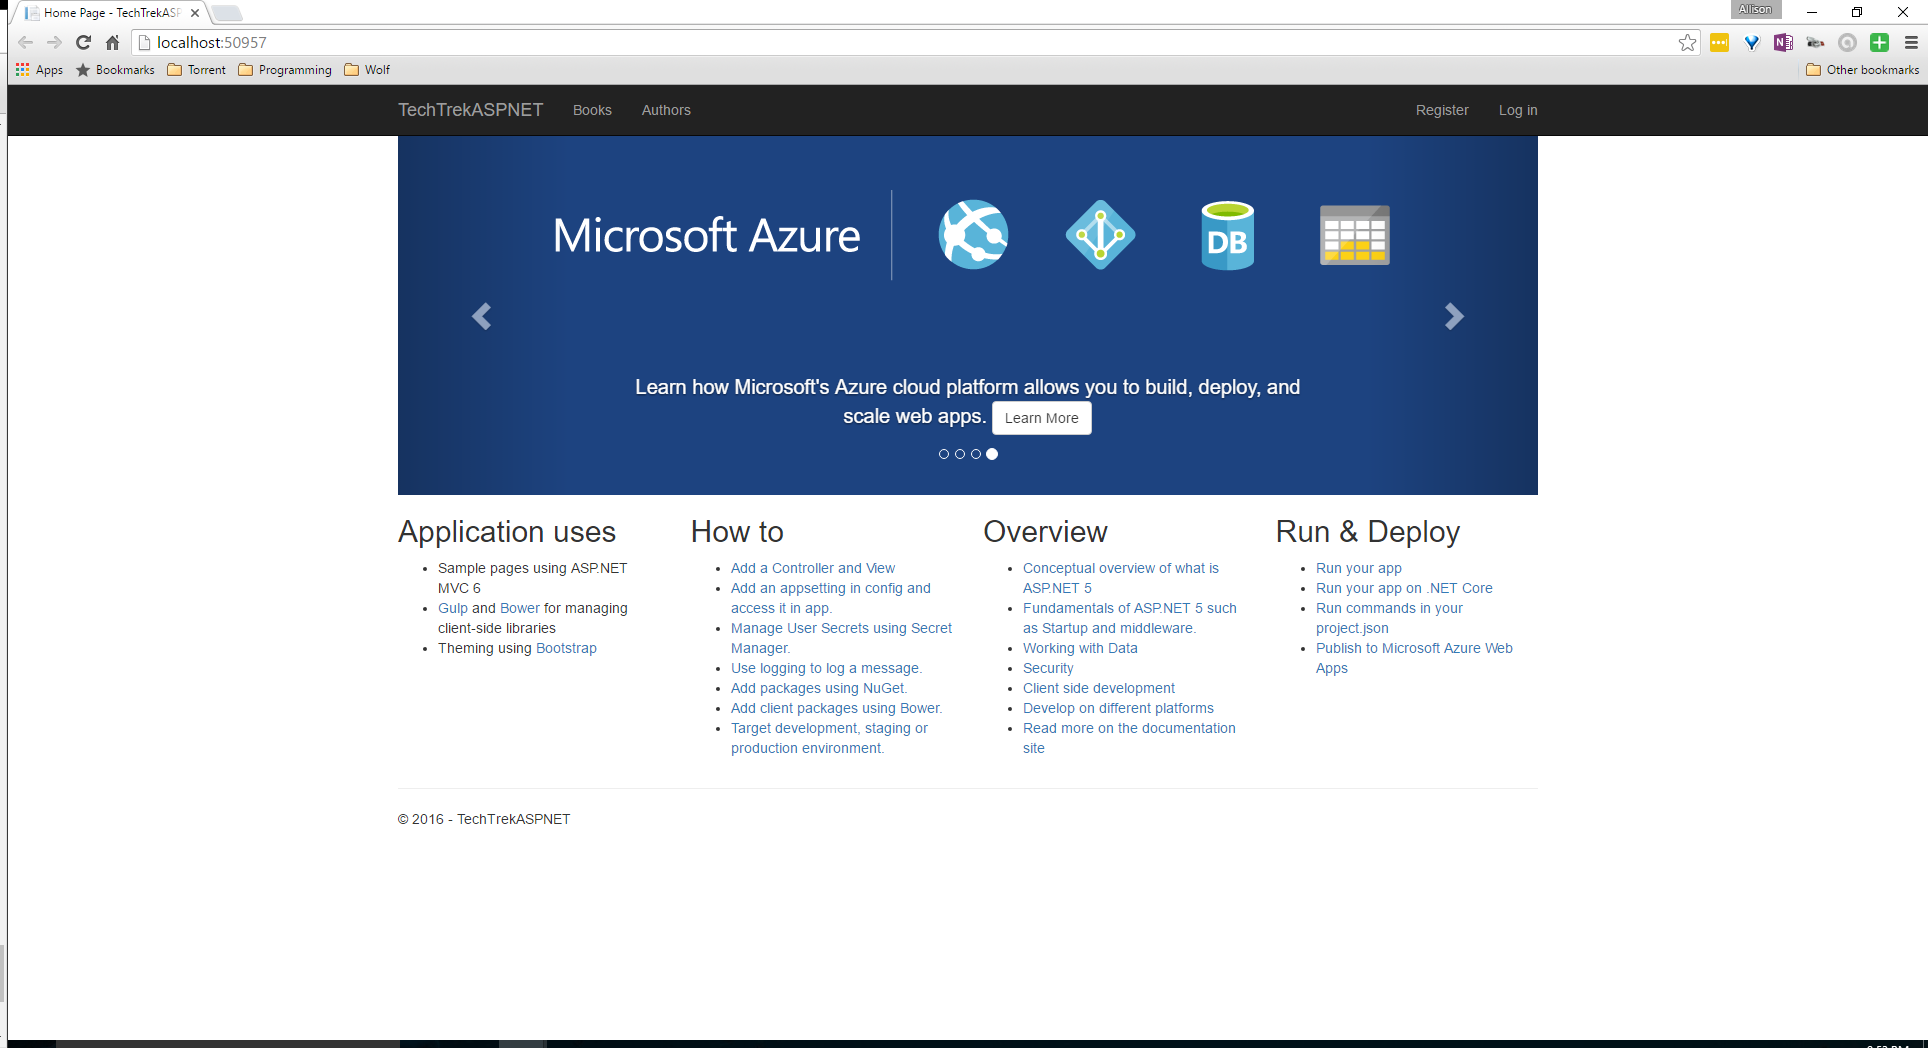 Home Page - TechTrekASP
Allison
localhost:50957
Apps
Bookmarks
Torrent
Programming
Wolf
Other bookmarks
TechTrekASPNET
Books
Authors
Register
Log in
Microsoft Azure
DB
Learn how Microsoft's Azure cloud platform allows you to build, deploy, and
scale web apps. Learn More
Application uses
Sample pages using ASP.NET
MVC 6
Gulp and Bower for managing
client-side libraries
Theming using Bootstrap
How to
Add a Controller and View
Add an appsetting in config and
access it in app.
Manage User Secrets using Secret
Manager.
Use logging to log a message.
Add packages using NuGet.
Add client packages using Bower.
Target development, staging or
production environment.
Overview
Conceptual overview of what is
ASP.NET 5
Fundamentals of ASP.NET 5 such
as Startup and middleware.
Working with Data
Security
Client side development
Develop on different platforms
Read more on the documentation
site
Run & Deploy
Run your app
Run your app on .NET Core
Run commands in your
project.json
Publish to Microsoft Azure Web
Apps
© 2016 - TechTrekASPNET